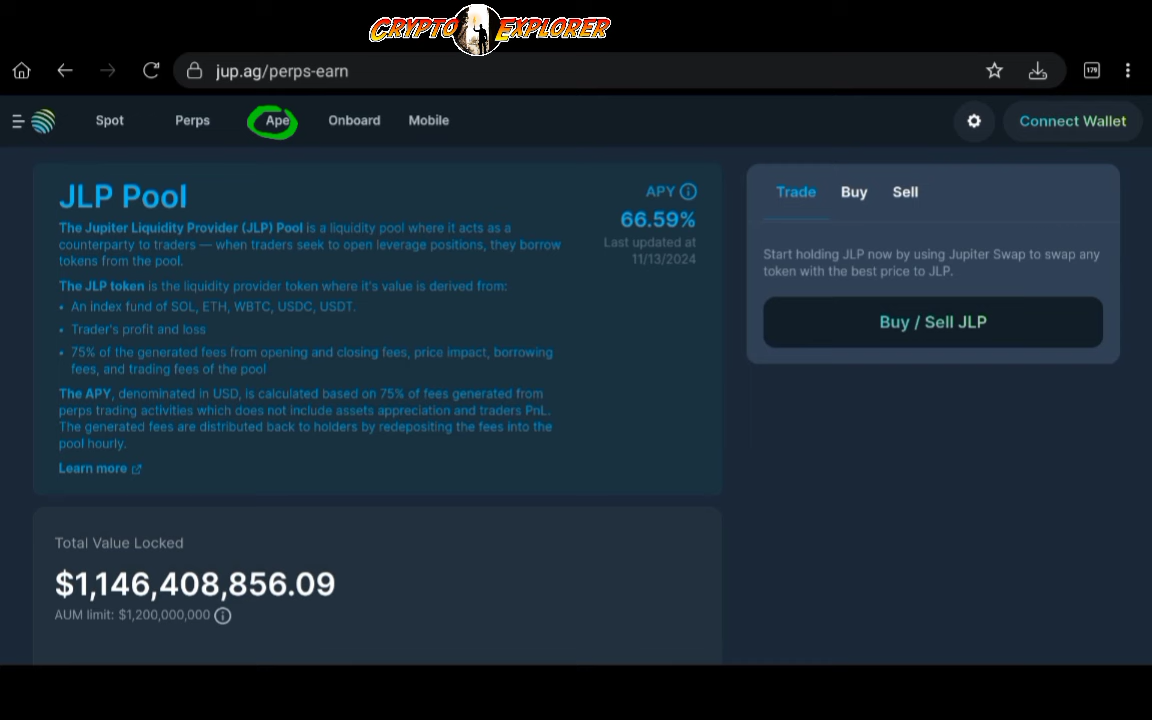 CRYPTO EXPLORER
jup.ag/perps-earn
179
Spot Perps Ape Onboard Mobile Connect Wallet
JLP Pool
APY
66.59%
Last updated at
11/13/2024
The Jupiter Liquidity Provider (JLP) Pool is a liquidity pool where it acts as a
counterparty to traders — when traders seek to open leverage positions, they borrow
tokens from the pool.
The JLP token is the liquidity provider token where it's value is derived from:
• An index fund of SOL, ETH, WBTC, USDC, USDT.
• Trader's profit and loss
• 75% of the generated fees from opening and closing fees, price impact, borrowing
fees, and trading fees of the pool
The APY, denominated in USD, is calculated based on 75% of fees generated from
perps trading activities which does not include assets appreciation and traders PnL.
The generated fees are distributed back to holders by redepositing the fees into the
pool hourly.
Learn more
Trade Buy Sell
Start holding JLP now by using Jupiter Swap to swap any
token with the best price to JLP.
Buy / Sell JLP
Total Value Locked
$1,146,408,856.09
AUM limit: $1,200,000,000